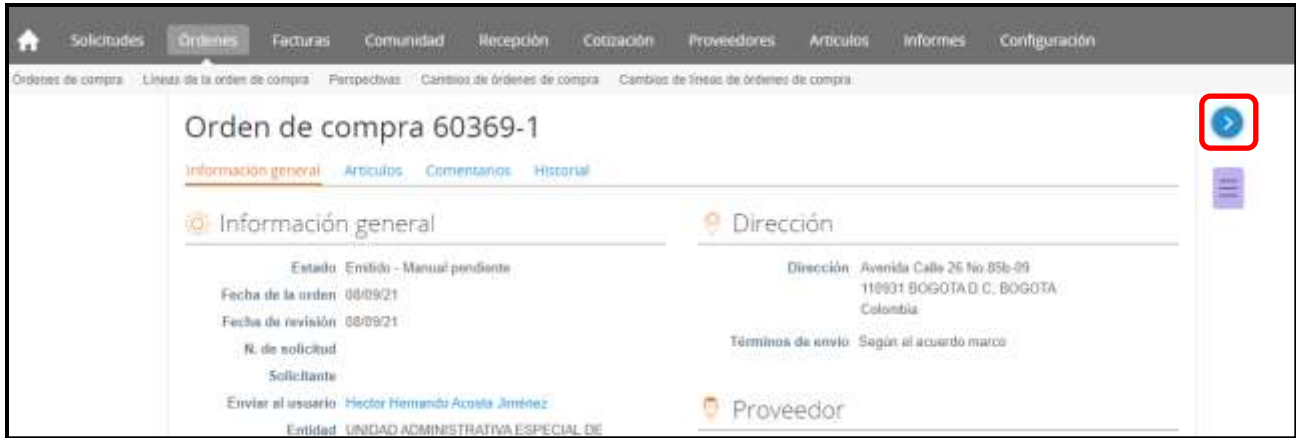 Solicitudes Órdenes Facturas Comunidad Recepción Cotización Proveedores Artículos Informes Configuración
Órdenes de compra Líneas de la orden de compra Perspectivas Cambios de órdenes de compra Cambios de líneas de órdenes de compra
Orden de compra 60369-1
Información general Artículos Comentarios Historial
Información general
Estado Emitido - Manual pendiente
Fecha de la orden 08/09/21
Fecha de revisión 08/09/21
N. de solicitud
Solicitante
Enviar al usuario Hector Hernando Acosta Jiménez
Entidad UNIDAD ADMINISTRATIVA ESPECIAL DE
Dirección
Dirección Avenida Calle 26 No 85b-09
110931 BOGOTA D.C, BOGOTA
Colombia
Términos de envío Según el acuerdo marco
Proveedor